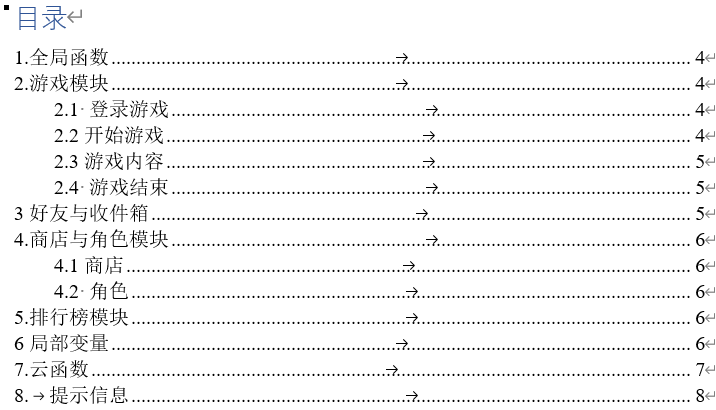 目录
1.全局函数 4
2.游戏模块 4
2.1 登录游戏 4
2.2 开始游戏 4
2.3 游戏内容 5
2.4 游戏结束 5
3 好友与收件箱 5
4.商店与角色模块 6
4.1 商店 6
4.2 角色 6
5.排行榜模块 6
6 局部变量 6
7.云函数 7
8. 提示信息 8